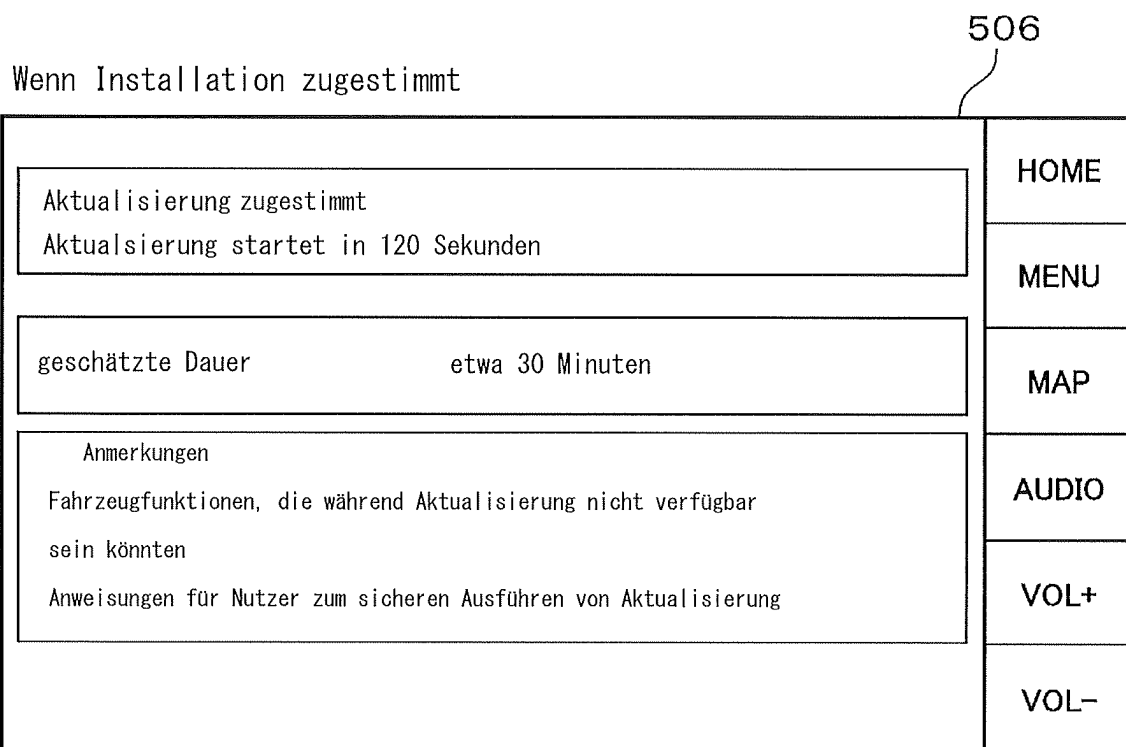 506
Wenn Installation zugestimmt
Aktualisierung zugestimmt
Aktualsierung startet in 120 Sekunden
geschätzte Dauer etwa 30 Minuten
Anmerkungen
Fahrzeugfunktionen, die während Aktualisierung nicht verfügbar
sein könnten
Anweisungen für Nutzer zum sicheren Ausführen von Aktualisierung
HOME
MENU
MAP
AUDIO
VOL+
VOL-